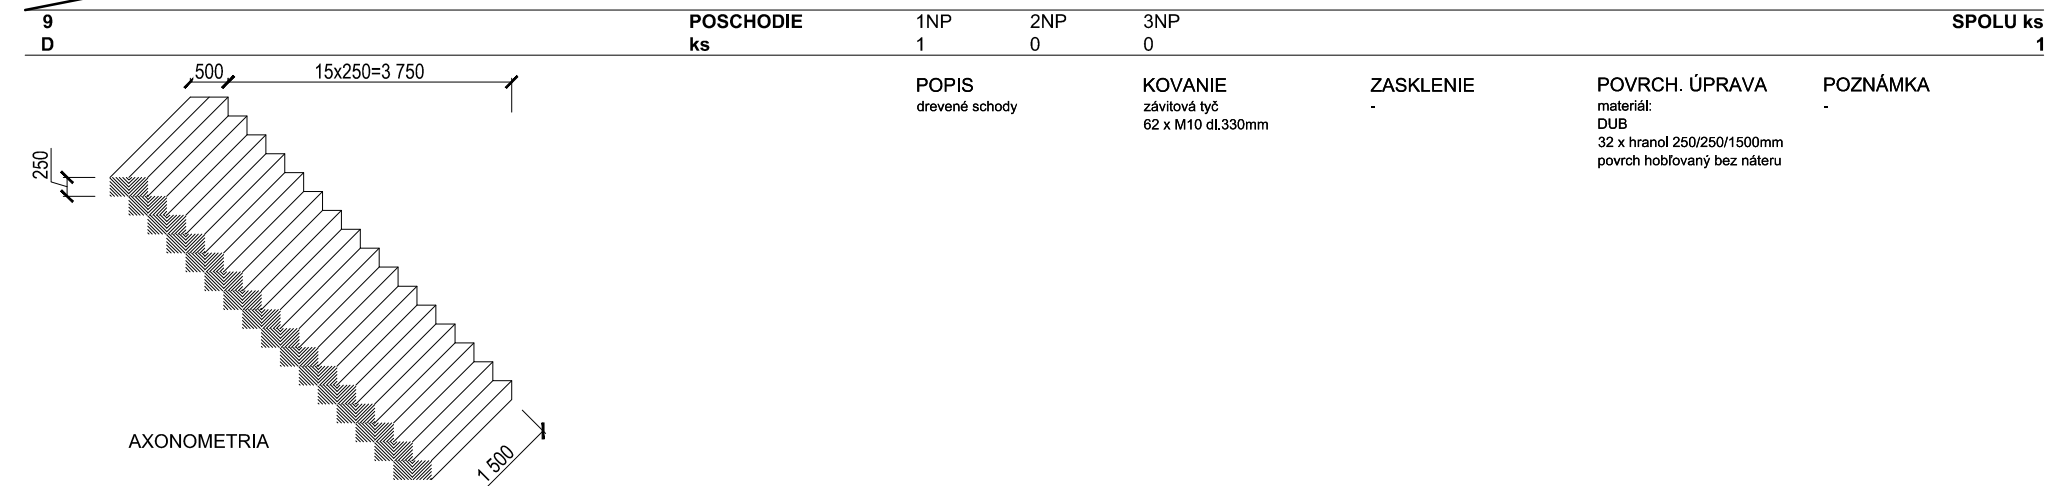 9 POSCHODIE 1NP 2NP 3NP SPOLU ks
D ks 1 0 0 1
500 15x250=3 750
POPIS KOVANIE ZASKLENIE POVRCH. ÚPRAVA POZNÁMKA
drevené schody závitová tyč - materiál: -
62 x M10 dl.330mm DUB
32 x hranol 250/250/1500mm
povrch hobľovaný bez náteru
250
AXONOMETRIA
1 500